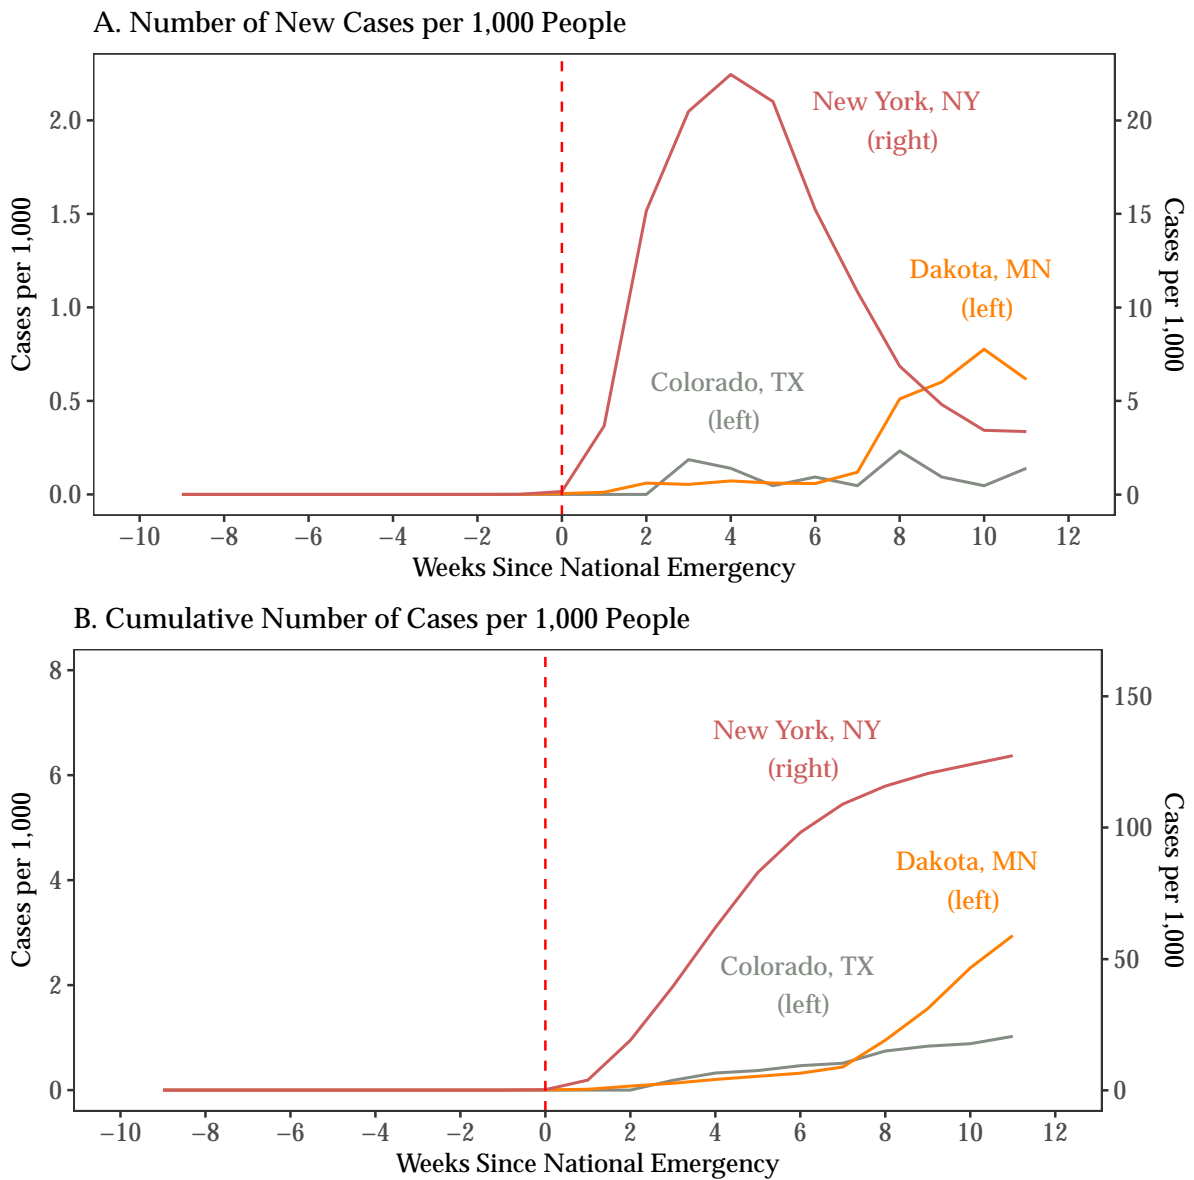 A. Number of New Cases per 1,000 People
New York, NY
(right)
Dakota, MN
(left)
Colorado, TX
(left)
Cases per 1,000
2.0
1.5
1.0
0.5
0.0
20
15
10
5
0
Cases per 1,000
−10 −8 −6 −4 −2 0 2 4 6 8 10 12
Weeks Since National Emergency
B. Cumulative Number of Cases per 1,000 People
New York, NY
(right)
Dakota, MN
(left)
Colorado, TX
(left)
Cases per 1,000
8
6
4
2
0
150
100
50
0
Cases per 1,000
−10 −8 −6 −4 −2 0 2 4 6 8 10 12
Weeks Since National Emergency